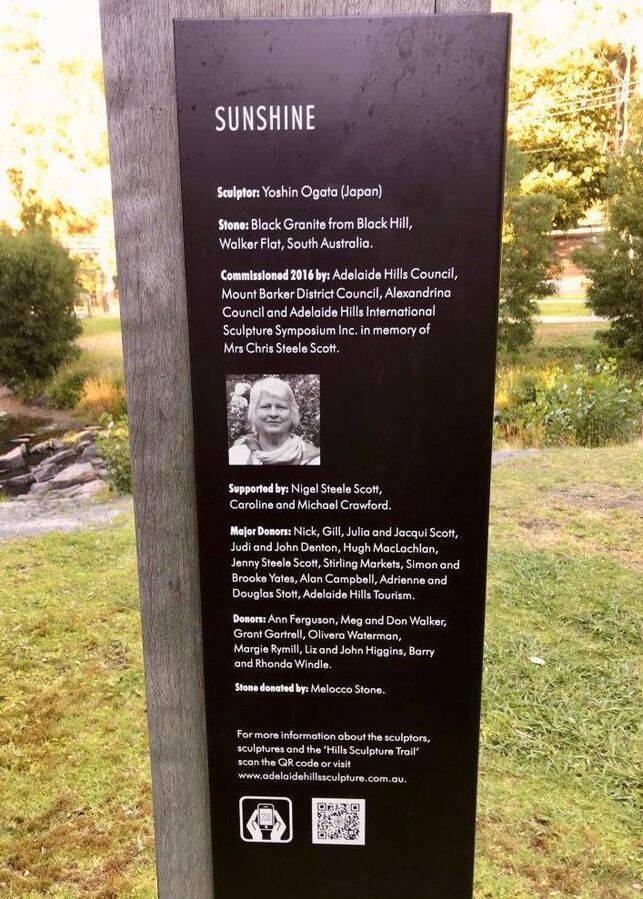 SUNSHINE
Sculptor: Yoshin Ogata (Japan)
Stone: Black Granite from Black Hill,
Walker Flat, South Australia.
Commissioned 2016 by: Adelaide Hills Council,
Mount Barker District Council, Alexandrina
Council and Adelaide Hills International
Sculpture Symposium Inc. in memory of
Mrs Chris Steele Scott.
Supported by: Nigel Steele Scott,
Caroline and Michael Crawford.
Major Donors: Nick, Gill, Julia and Jacqui Scott,
Judi and John Denton, Hugh MacLachlan,
Jenny Steele Scott, Stirling Markets, Simon and
Brooke Yates, Alan Campbell, Adrienne and
Douglas Stott, Adelaide Hills Tourism.
Donors: Ann Ferguson, Meg and Don Walker,
Grant Gartrell, Olivera Waterman,
Margie Rymill, Liz and John Higgins, Barry
and Rhonda Windle.
Stone donated by: Melocco Stone.
For more information about the sculptors,
sculptures and the 'Hills Sculpture Trail'
scan the QR code or visit
www.adelaidehillssculpture.com.au.